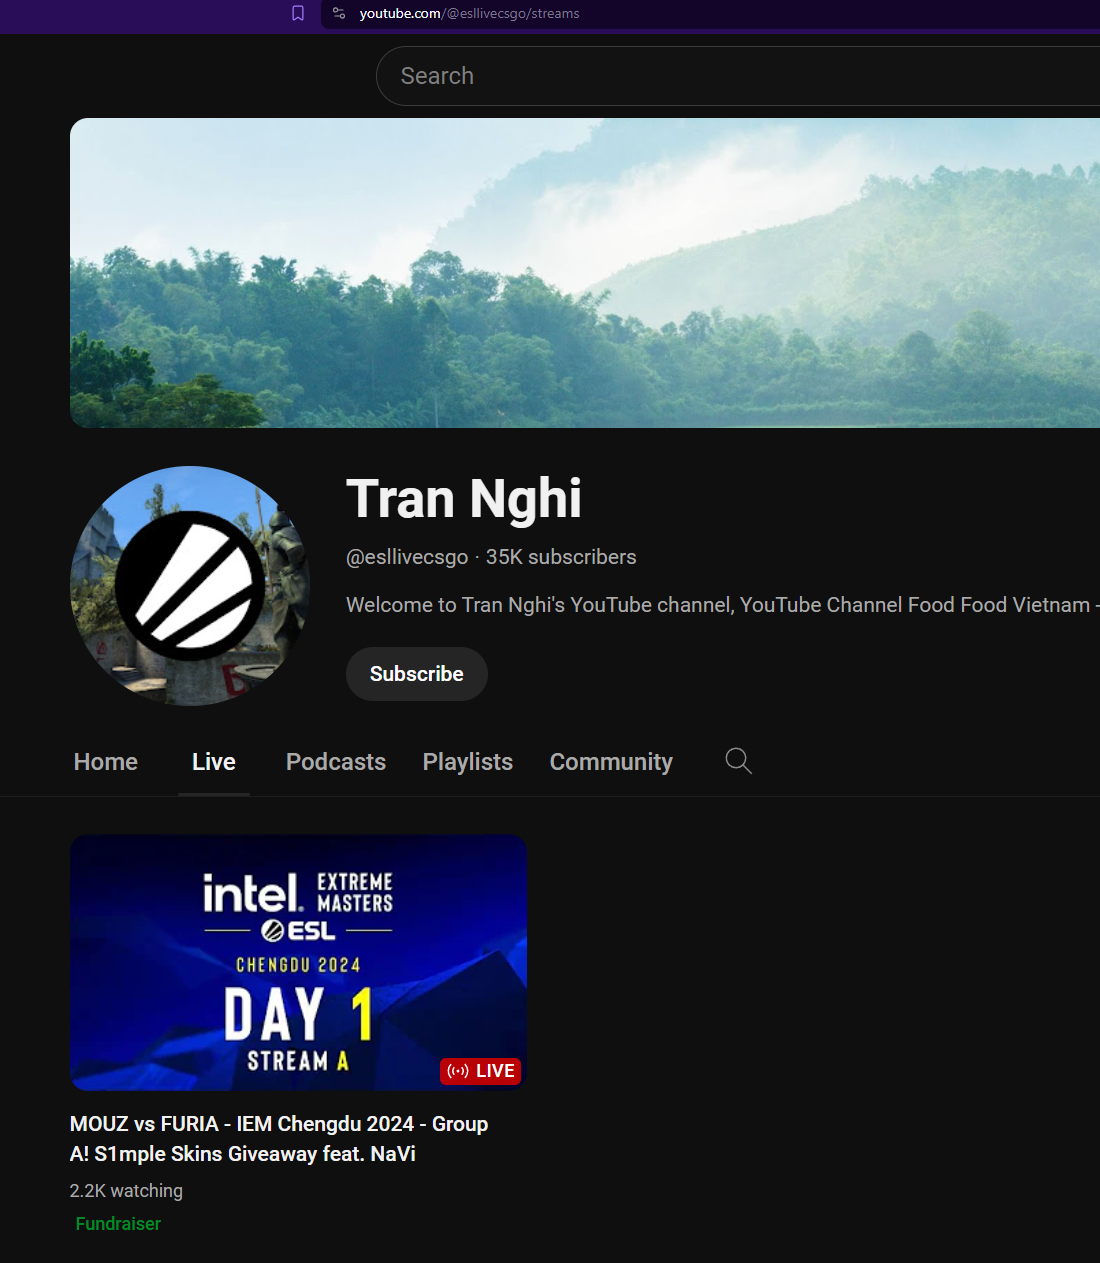 youtube.com/@esllivecsgo/streams
Search
Tran Nghi
@esllivecsgo · 35K subscribers
Welcome to Tran Nghi's YouTube channel, YouTube Channel Food Food Vietnam -
Subscribe
Home Live Podcasts Playlists Community
intel. EXTREME
MASTERS
ESL
CHENGDU 2024
DAY 1
STREAM A
LIVE
MOUZ vs FURIA - IEM Chengdu 2024 - Group
A! S1mple Skins Giveaway feat. NaVi
2.2K watching
Fundraiser